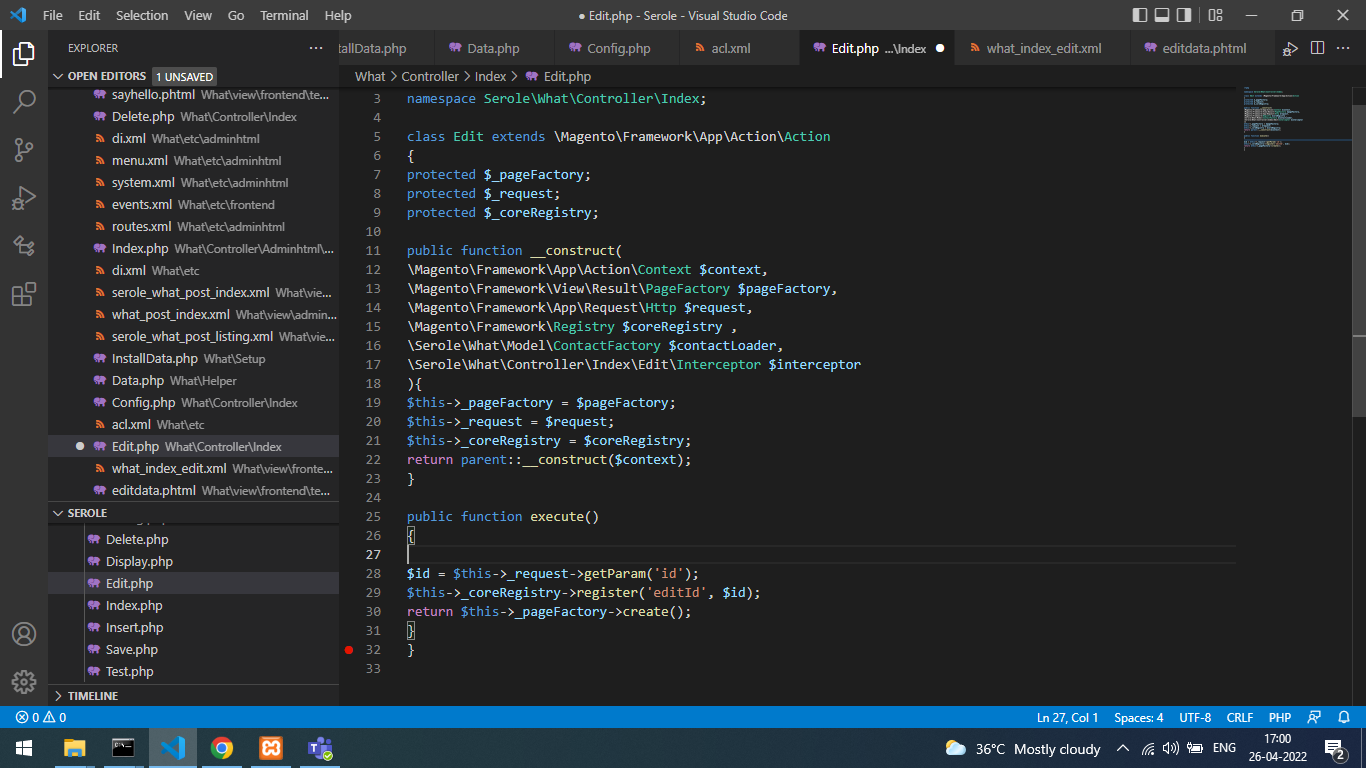 File Edit Selection View Go Terminal Help
● Edit.php - Serole - Visual Studio Code
EXPLORER
tallData.php Data.php Config.php acl.xml Edit.php ...\Index what_index_edit.xml editdata.phtml
OPEN EDITORS 1 UNSAVED
What > Controller > Index > Edit.php
sayhello.phtml What\view\frontend\te...
Delete.php What\Controller\Index
di.xml What\etc\adminhtml
menu.xml What\etc\adminhtml
system.xml What\etc\adminhtml
events.xml What\etc\frontend
routes.xml What\etc\adminhtml
Index.php What\Controller\Adminhtml\...
di.xml What\etc
serole_what_post_index.xml What\vie...
what_post_index.xml What\view\admin...
serole_what_post_listing.xml What\vie...
InstallData.php What\Setup
Data.php What\Helper
Config.php What\Controller\Index
acl.xml What\etc
Edit.php What\Controller\Index
what_index_edit.xml What\view\fronte...
editdata.phtml What\view\frontend\te...
SEROLE
Delete.php
Display.php
Edit.php
Index.php
Insert.php
Save.php
Test.php
TIMELINE
3 namespace Serole\What\Controller\Index;
4
5 class Edit extends \Magento\Framework\App\Action\Action
6 {
7 protected $_pageFactory;
8 protected $_request;
9 protected $_coreRegistry;
10
11 public function __construct(
12 \Magento\Framework\App\Action\Context $context,
13 \Magento\Framework\View\Result\PageFactory $pageFactory,
14 \Magento\Framework\App\Request\Http $request,
15 \Magento\Framework\Registry $coreRegistry ,
16 \Serole\What\Model\ContactFactory $contactLoader,
17 \Serole\What\Controller\Index\Edit\Interceptor $interceptor
18 ){
19 $this->_pageFactory = $pageFactory;
20 $this->_request = $request;
21 $this->_coreRegistry = $coreRegistry;
22 return parent::__construct($context);
23 }
24
25 public function execute()
26 {
27
28 $id = $this->_request->getParam('id');
29 $this->_coreRegistry->register('editId', $id);
30 return $this->_pageFactory->create();
31 }
32 }
33
0 0 Ln 27, Col 1 Spaces: 4 UTF-8 CRLF PHP
36°C Mostly cloudy ENG 17:00
26-04-2022
2